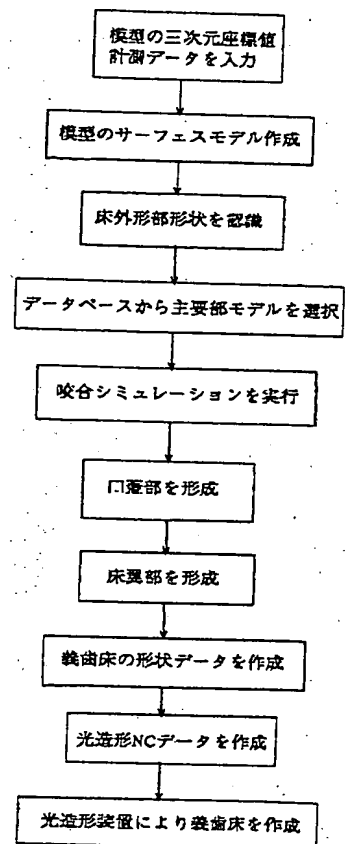 模型の三次元座標値
計測データを入力
模型のサーフェスモデル作成
床外形部形状を認識
データベースから主要部モデルを選択
咬合シミュレーションを実行
口蓋部を形成
床翼部を形成
義歯床の形状データを作成
光造形NCデータを作成
光造形装置により義歯床を作成